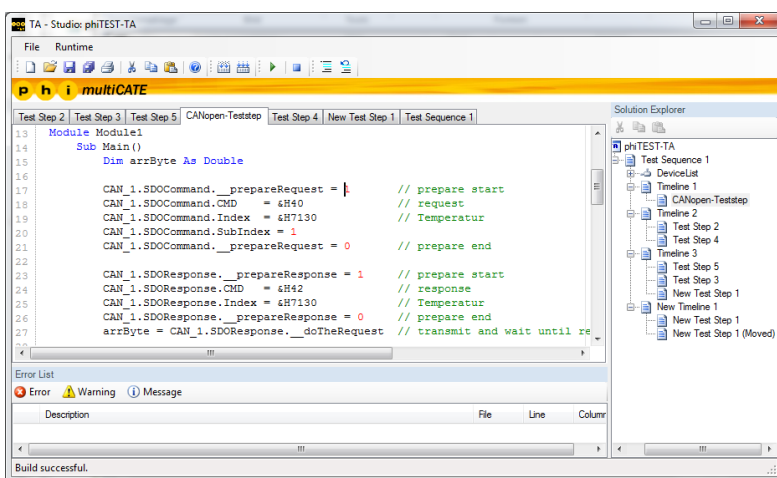 TA - Studio: phiTEST-TA
File Runtime
p h i multiCATE
Test Step 2 Test Step 3 Test Step 5 CANopen-Teststep Test Step 4 New Test Step 1 Test Sequence 1
13 Module Module1
14 Sub Main()
15 Dim arrByte As Double
16
17 CAN_1.SDOCommand.__prepareRequest = 1 // prepare start
18 CAN_1.SDOCommand.CMD = &H40 // request
19 CAN_1.SDOCommand.Index = &H7130 // Temperatur
20 CAN_1.SDOCommand.SubIndex = 1
21 CAN_1.SDOCommand.__prepareRequest = 0 // prepare end
22
23 CAN_1.SDOResponse.__prepareResponse = 1 // prepare start
24 CAN_1.SDOResponse.CMD = &H42 // response
25 CAN_1.SDOResponse.Index = &H7130 // Temperatur
26 CAN_1.SDOResponse.__prepareResponse = 0 // prepare end
27 arrByte = CAN_1.SDOResponse.__doTheRequest // transmit and wait until re
Solution Explorer
phiTEST-TA
Test Sequence 1
DeviceList
Timeline 1
CANopen-Teststep
Timeline 2
Test Step 2
Test Step 4
Timeline 3
Test Step 5
Test Step 3
New Test Step 1
New Timeline 1
New Test Step 1
New Test Step 1 (Moved)
Error List
Error Warning Message
Description File Line Column
Build successful.